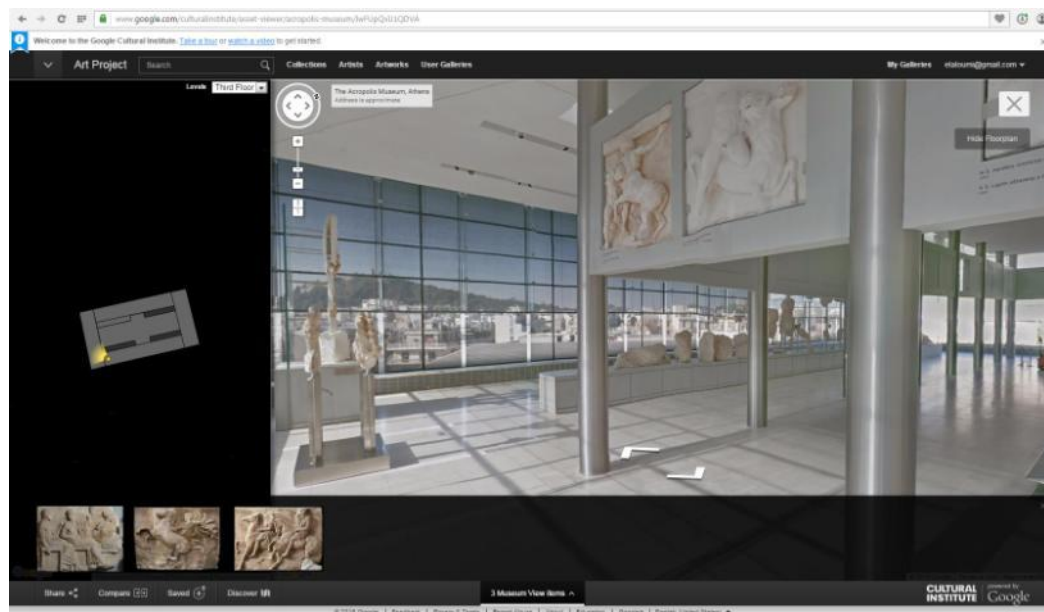 www.google.com/culturalinstitute/asset-viewer/acropolis-museum/
Welcome to the Google Cultural Institute. Take a tour or watch a video to get started.
Art Project Search Collections Artists Artworks User Galleries My Galleries
Levels Third Floor
The Acropolis Museum, Athens
Address is approximate
Hide Floorplan
Share Compare Saved Discover
3 Museum View items
CULTURAL INSTITUTE powered by Google